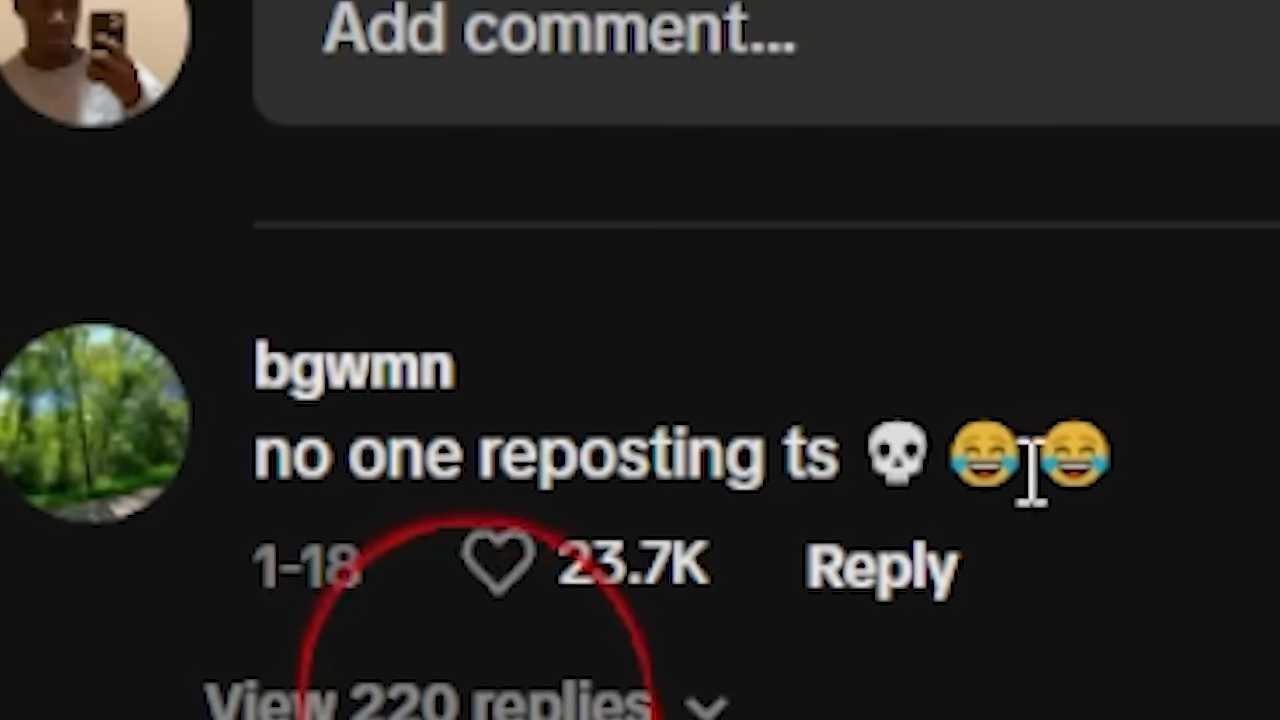 Add comment...
bgwmn
no one reposting ts 💀 😂 😂
1-18 23.7K Reply
View 220 replies